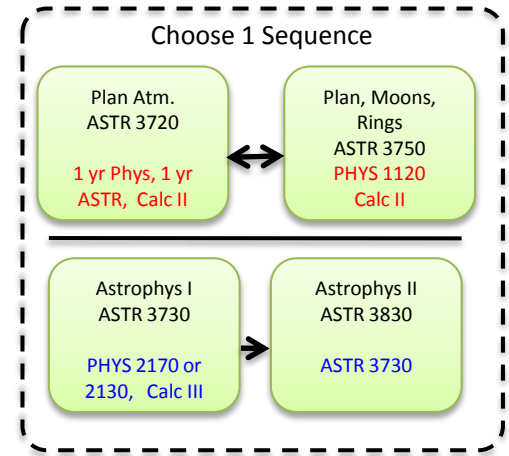 Choose 1 Sequence
Plan Atm.
ASTR 3720
1 yr Phys, 1 yr
ASTR, Calc II
Plan, Moons,
Rings
ASTR 3750
PHYS 1120
Calc II
Astrophys I
ASTR 3730
PHYS 2170 or
2130, Calc III
Astrophys II
ASTR 3830
ASTR 3730